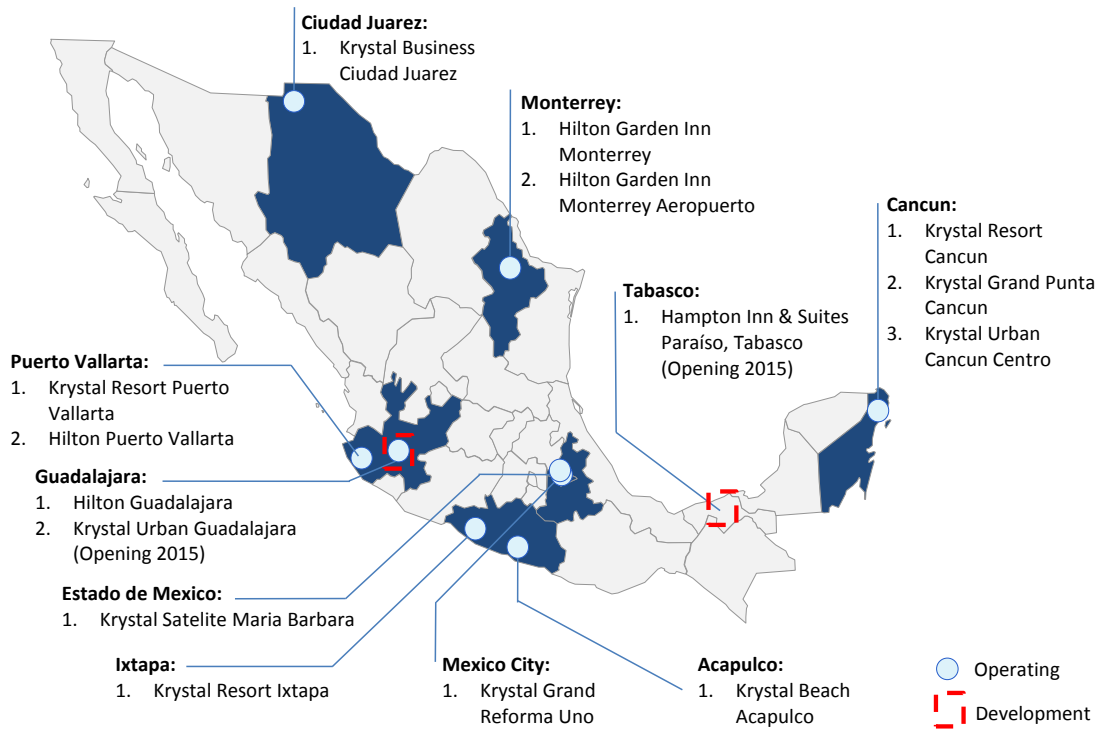 Ciudad Juarez:
1. Krystal Business
Ciudad Juarez
Monterrey:
1. Hilton Garden Inn
Monterrey
2. Hilton Garden Inn
Monterrey Aeropuerto
Cancun:
1. Krystal Resort
Cancun
2. Krystal Grand Punta
Cancun
3. Krystal Urban
Cancun Centro
Tabasco:
1. Hampton Inn & Suites
Paraíso, Tabasco
(Opening 2015)
Puerto Vallarta:
1. Krystal Resort Puerto
Vallarta
2. Hilton Puerto Vallarta
Guadalajara:
1. Hilton Guadalajara
2. Krystal Urban Guadalajara
(Opening 2015)
Estado de Mexico:
1. Krystal Satelite Maria Barbara
Ixtapa:
1. Krystal Resort Ixtapa
Mexico City:
1. Krystal Grand
Reforma Uno
Acapulco:
1. Krystal Beach
Acapulco
Operating
Development